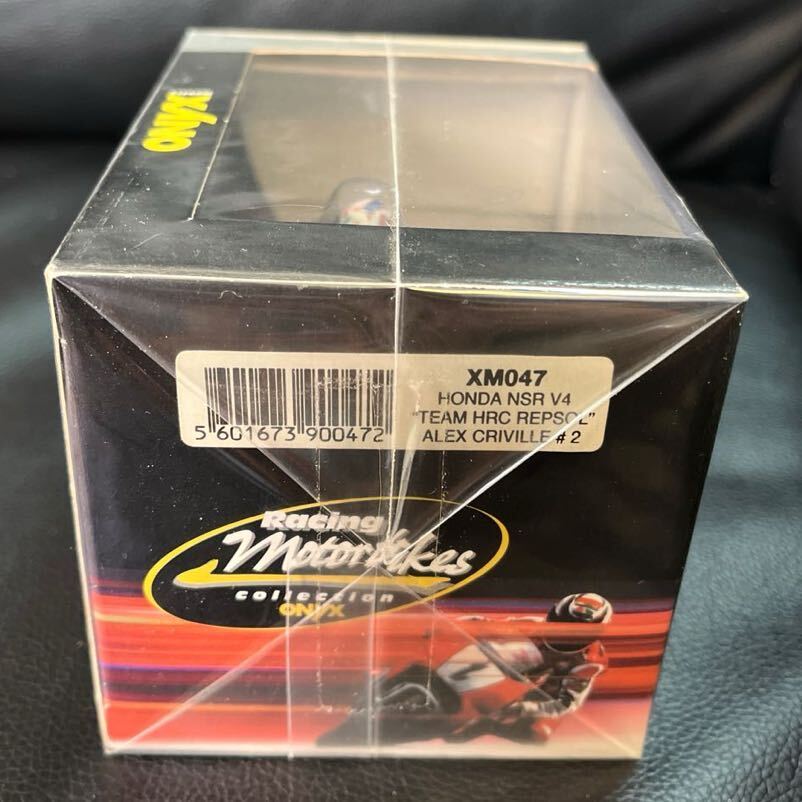 ONYX
XM047
HONDA NSR V4
"TEAM HRC REPSOL"
ALEX CRIVILLE # 2
5 601673 900472
Racing
Motorbikes
collection
ONYX